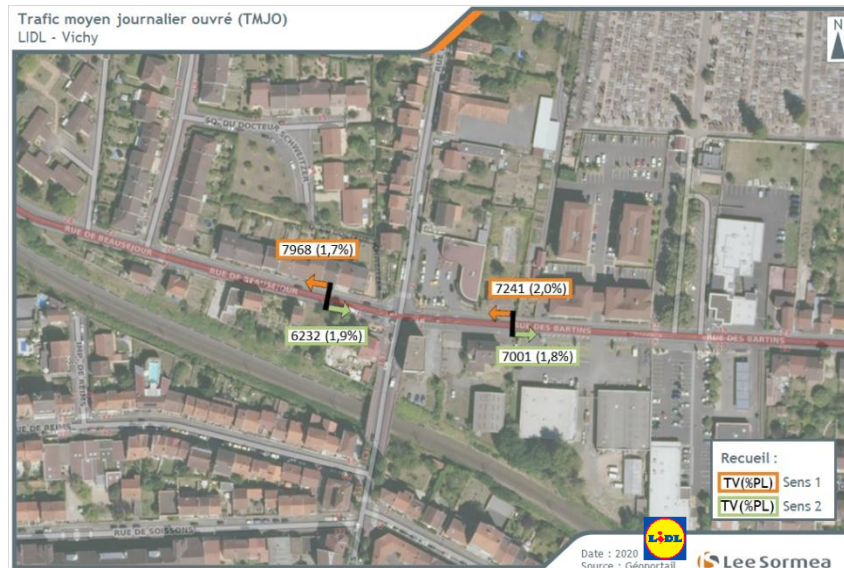 Trafic moyen journalier ouvré (TMJO)
LIDL - Vichy
N
RUE
SQ. DU DOCTEUR SCHWEITZER
RUE DE BEAUSEJOUR
7968 (1,7%)
RUE DE BEAUSEJOUR
7241 (2,0%)
6232 (1,9%)
RUE DES BARTINS
RUE DES BARTINS
7001 (1,8%)
IMP. DE REIMS
RUE DE REIMS
RUE DE SOISSONS
Recueil :
TV(%PL) Sens 1
TV(%PL) Sens 2
LIDL
Date : 2020
Source : Géoportail
Lee Sormea